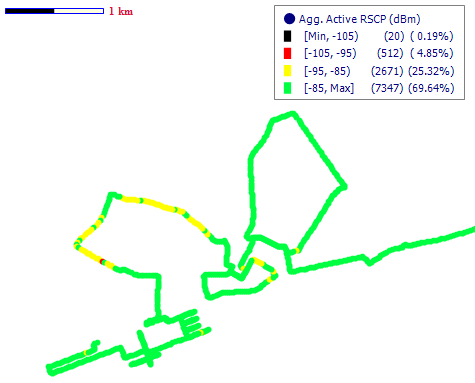 1 km
Agg. Active RSCP (dBm)
[Min, -105) (20) ( 0.19%)
[-105, -95) (512) ( 4.85%)
[-95, -85) (2671) (25.32%)
[-85, Max] (7347) (69.64%)